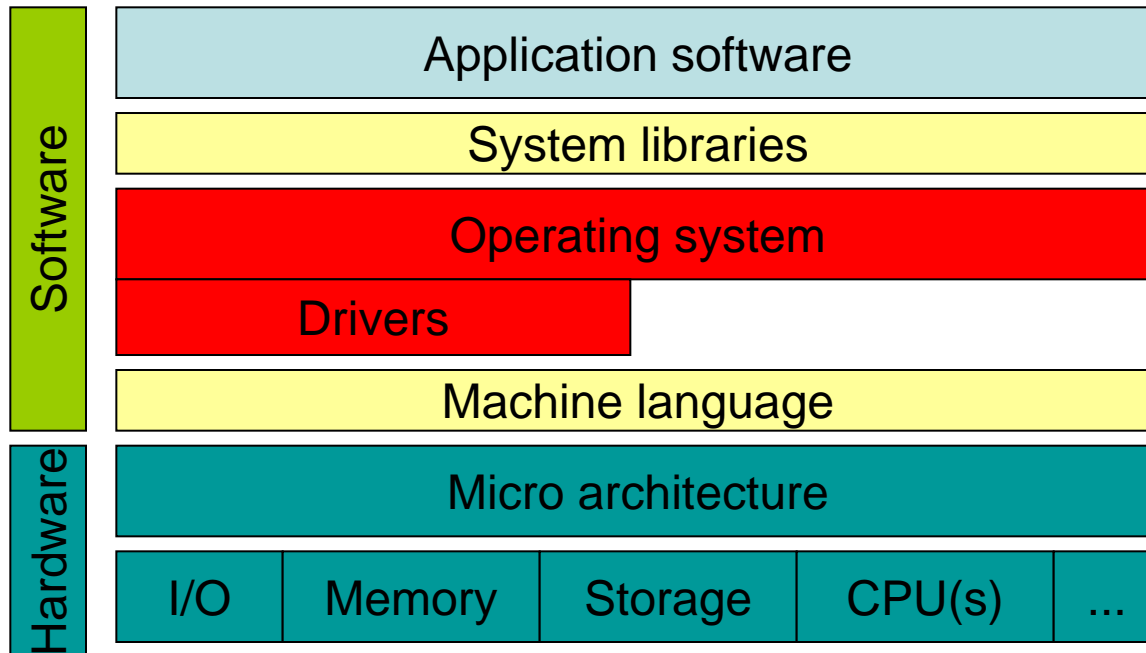 Software
Application software
System libraries
Operating system
Drivers
Machine language
Hardware
Micro architecture
I/O
Memory
Storage
CPU(s)
...